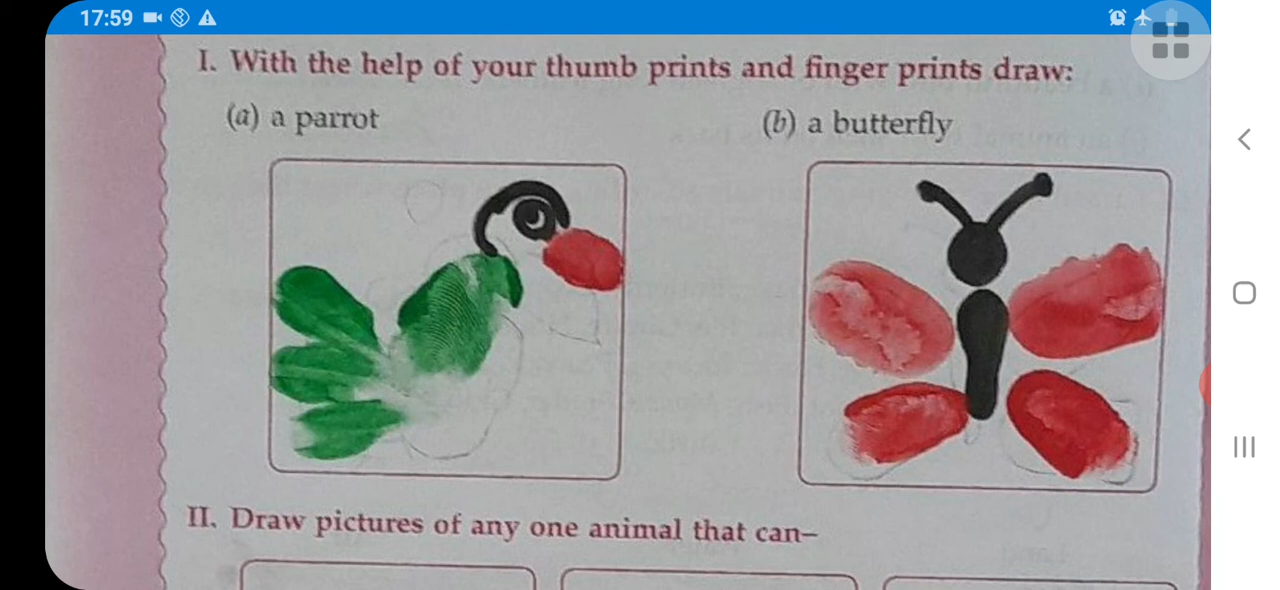 17:59
I. With the help of your thumb prints and finger prints draw:
(a) a parrot
(b) a butterfly
II. Draw pictures of any one animal that can–